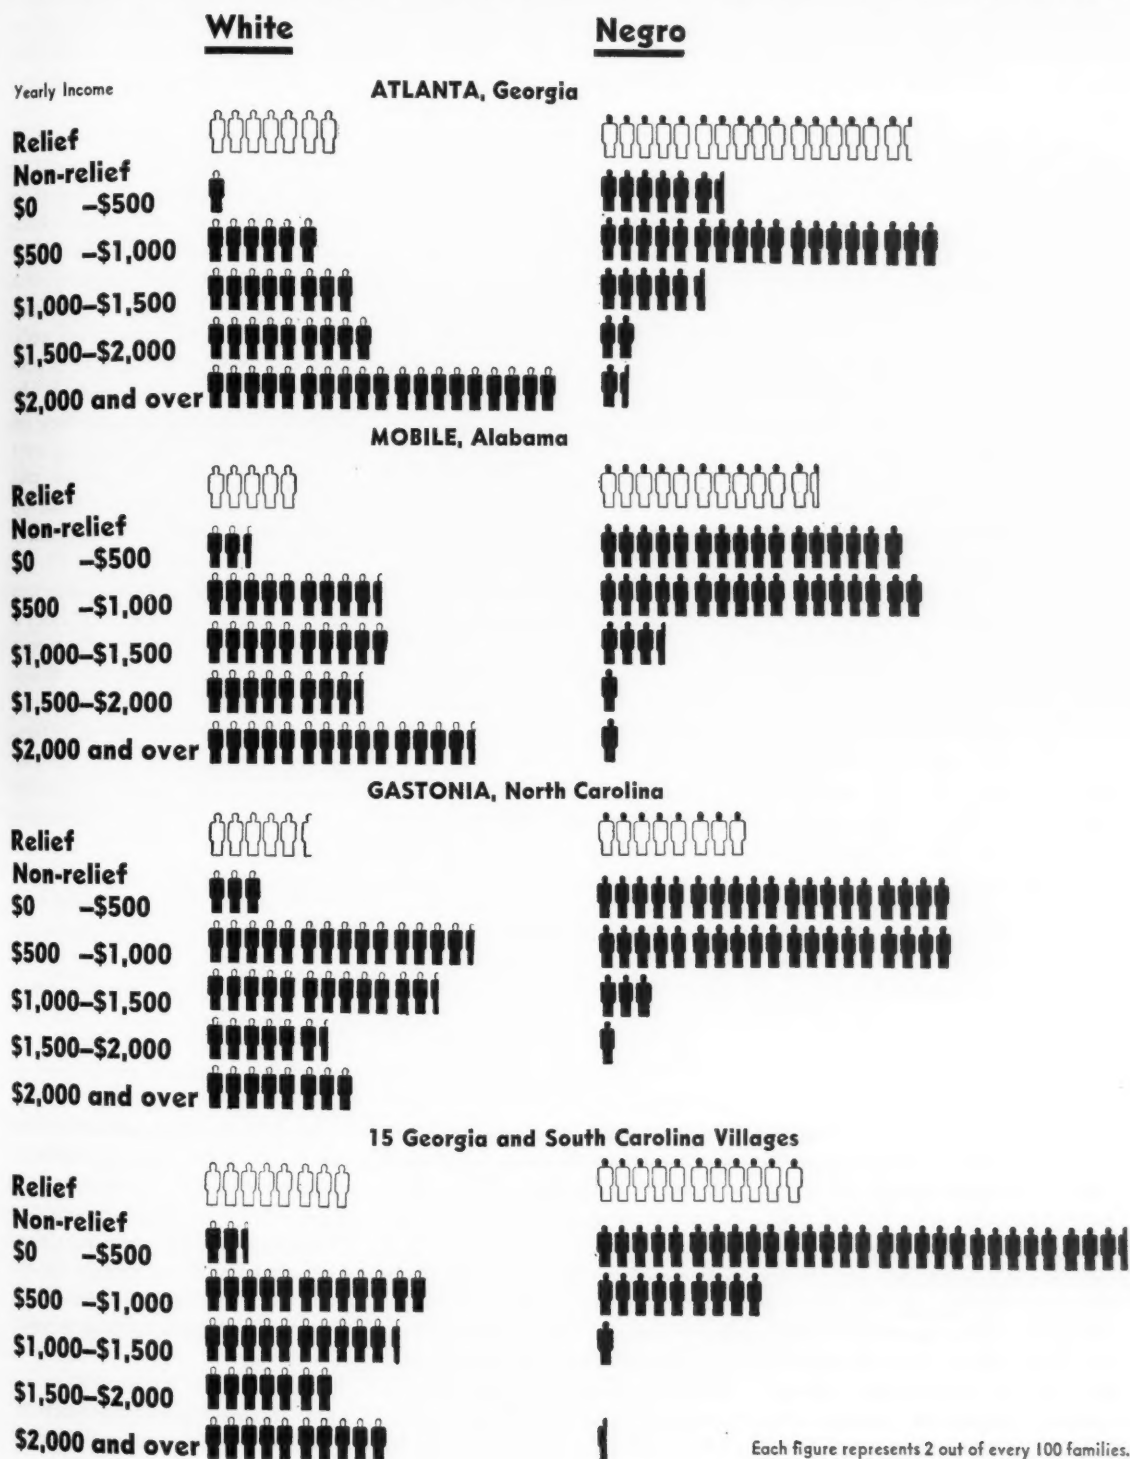 White Negro
Yearly Income ATLANTA, Georgia
Relief
Non-relief
$0 –$500
$500 –$1,000
$1,000–$1,500
$1,500–$2,000
$2,000 and over
MOBILE, Alabama
Relief
Non-relief
$0 –$500
$500 –$1,000
$1,000–$1,500
$1,500–$2,000
$2,000 and over
GASTONIA, North Carolina
Relief
Non-relief
$0 –$500
$500 –$1,000
$1,000–$1,500
$1,500–$2,000
$2,000 and over
15 Georgia and South Carolina Villages
Relief
Non-relief
$0 –$500
$500 –$1,000
$1,000–$1,500
$1,500–$2,000
$2,000 and over
Each figure represents 2 out of every 100 families.